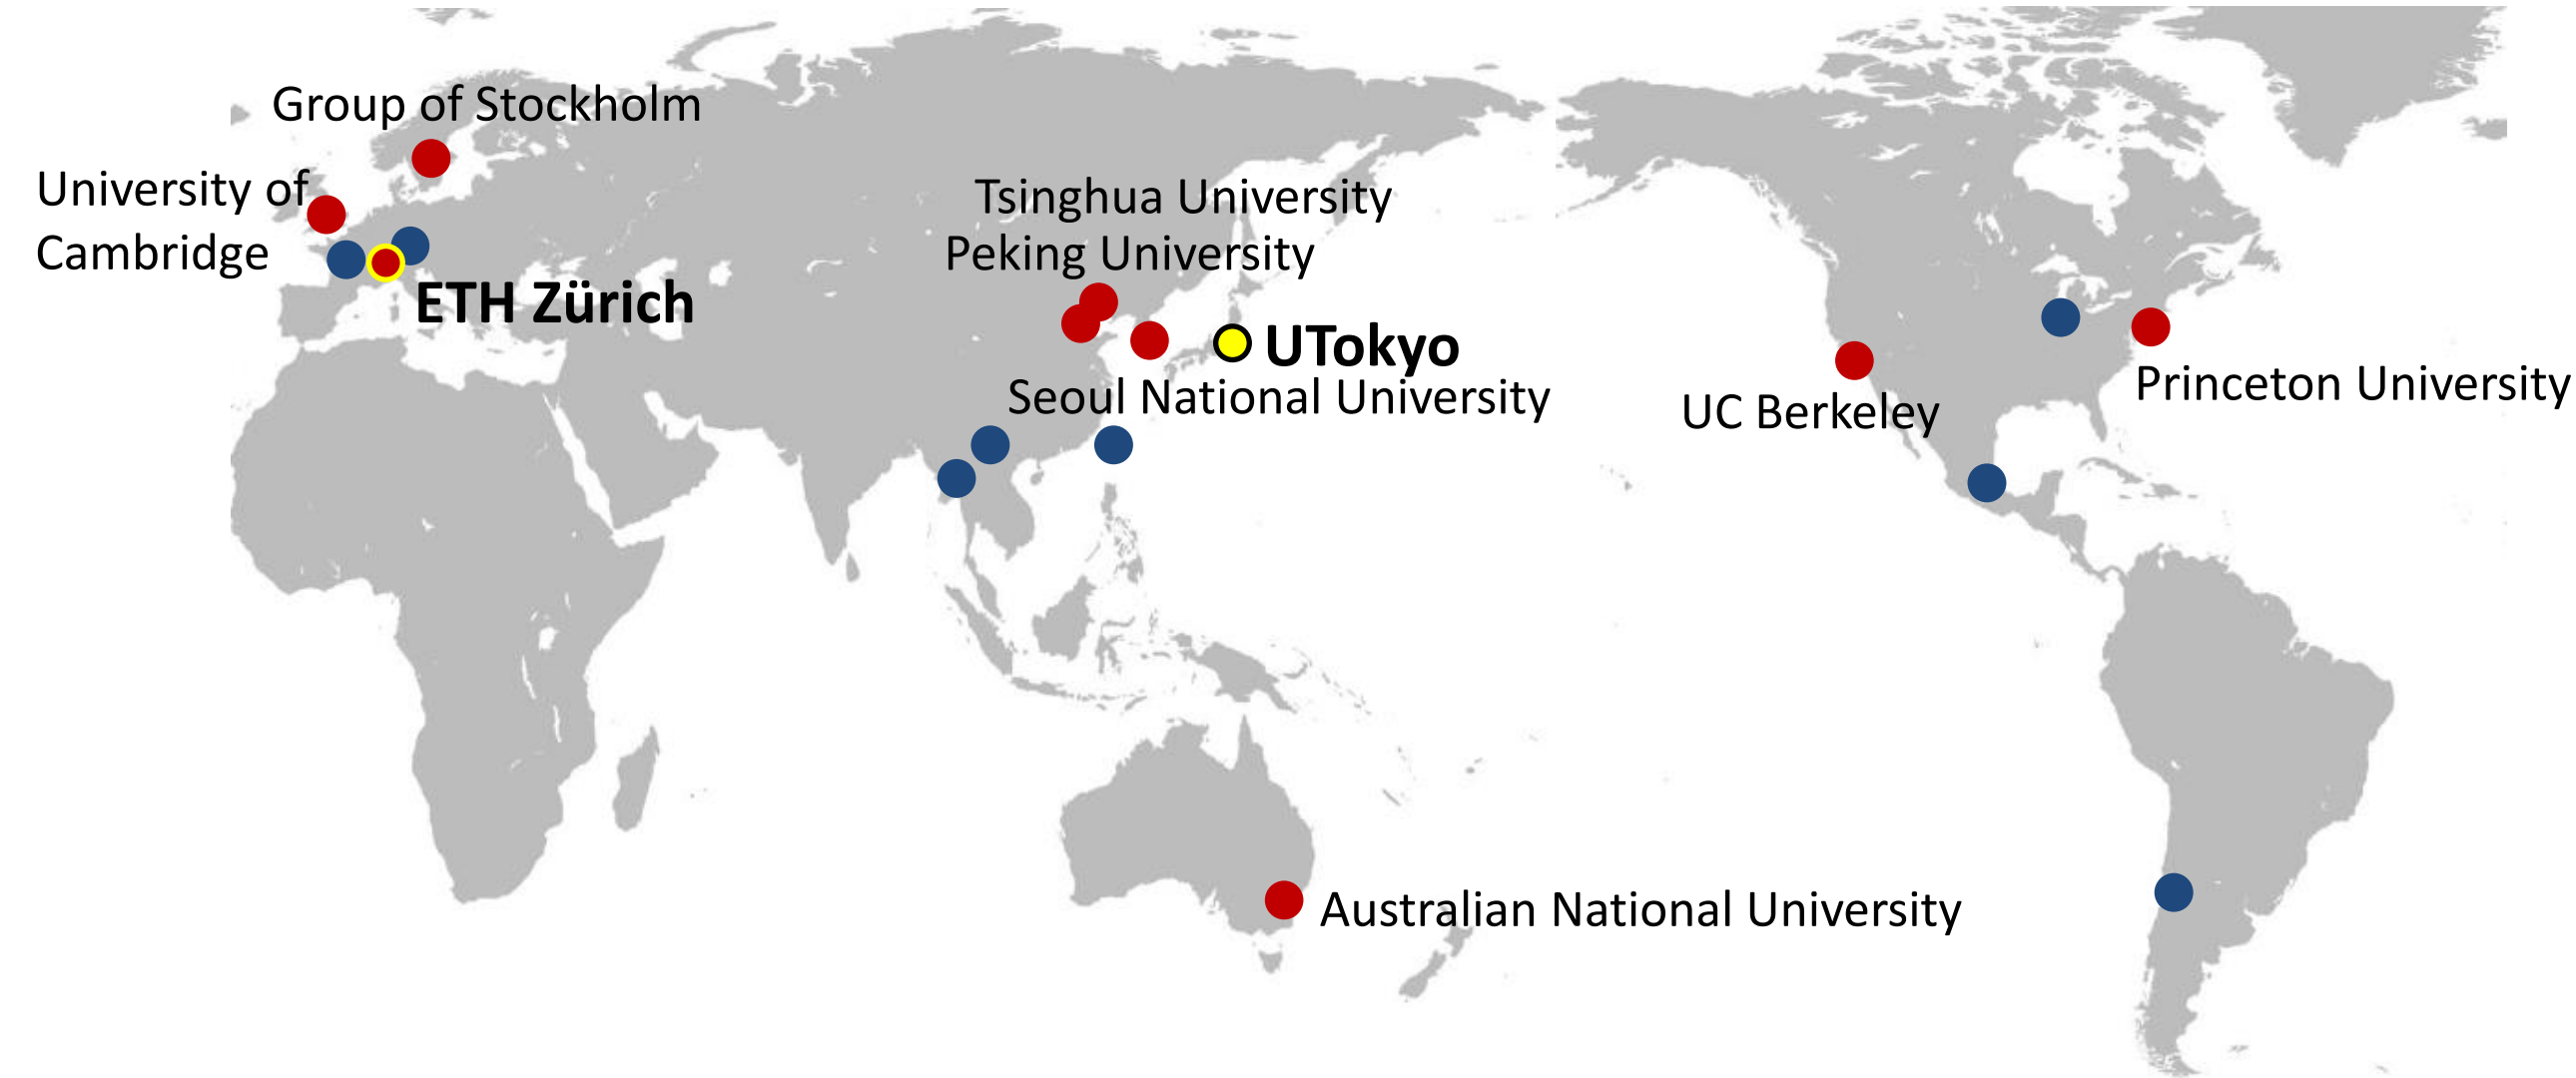 Group of Stockholm
University of
Cambridge
ETH Zürich
Tsinghua University
Peking University
UTokyo
Seoul National University
UC Berkeley
Princeton University
Australian National University